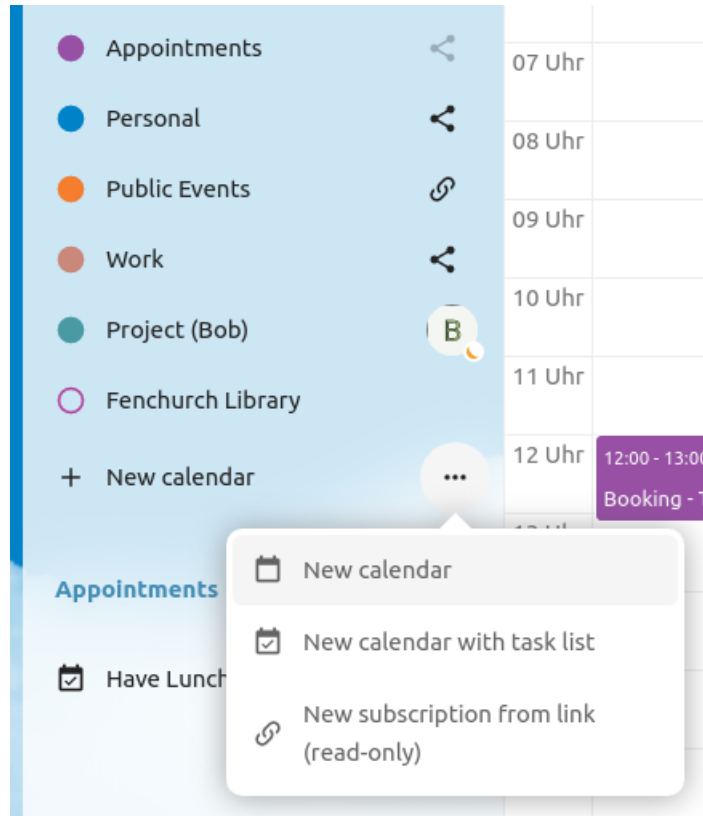 Appointments
Personal
Public Events
Work
Project (Bob)
B
Fenchurch Library
+ New calendar
07 Uhr
08 Uhr
09 Uhr
10 Uhr
11 Uhr
12 Uhr
12:00 - 13:00
Booking -
New calendar
New calendar with task list
New subscription from link
(read-only)
Appointments
Have Lunch